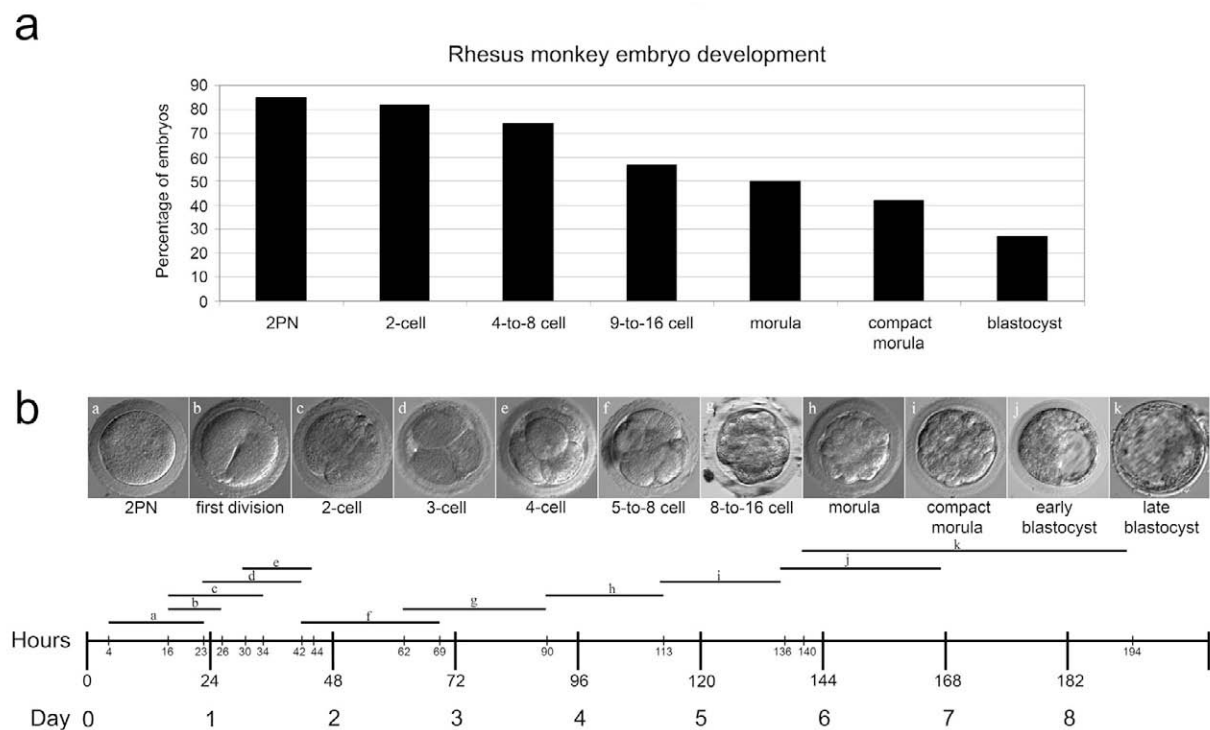 a
Rhesus monkey embryo development
Percentage of embryos
90
80
70
60
50
40
30
20
10
0
2PN 2-cell 4-to-8 cell 9-to-16 cell morula compact morula blastocyst
b
a b c d e f g h i j k
2PN first division 2-cell 3-cell 4-cell 5-to-8 cell 8-to-16 cell morula compact morula early blastocyst late blastocyst
k
e j
d i
c h
b g
a f
Hours
4 16 23 26 30 34 42 44 62 69 90 113 136 140 194
0 24 48 72 96 120 144 168 182
Day 0 1 2 3 4 5 6 7 8